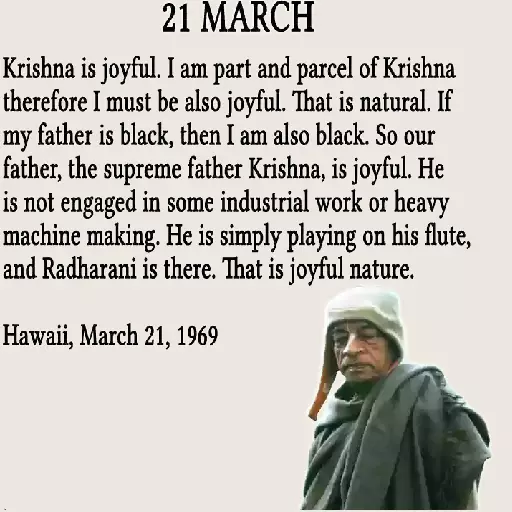 21 MARCH
Krishna is joyful. I am part and parcel of Krishna
therefore I must be also joyful. That is natural. If
my father is black, then I am also black. So our
father, the supreme father Krishna, is joyful. He
is not engaged in some industrial work or heavy
machine making. He is simply playing on his flute,
and Radharani is there. That is joyful nature.
Hawaii, March 21, 1969